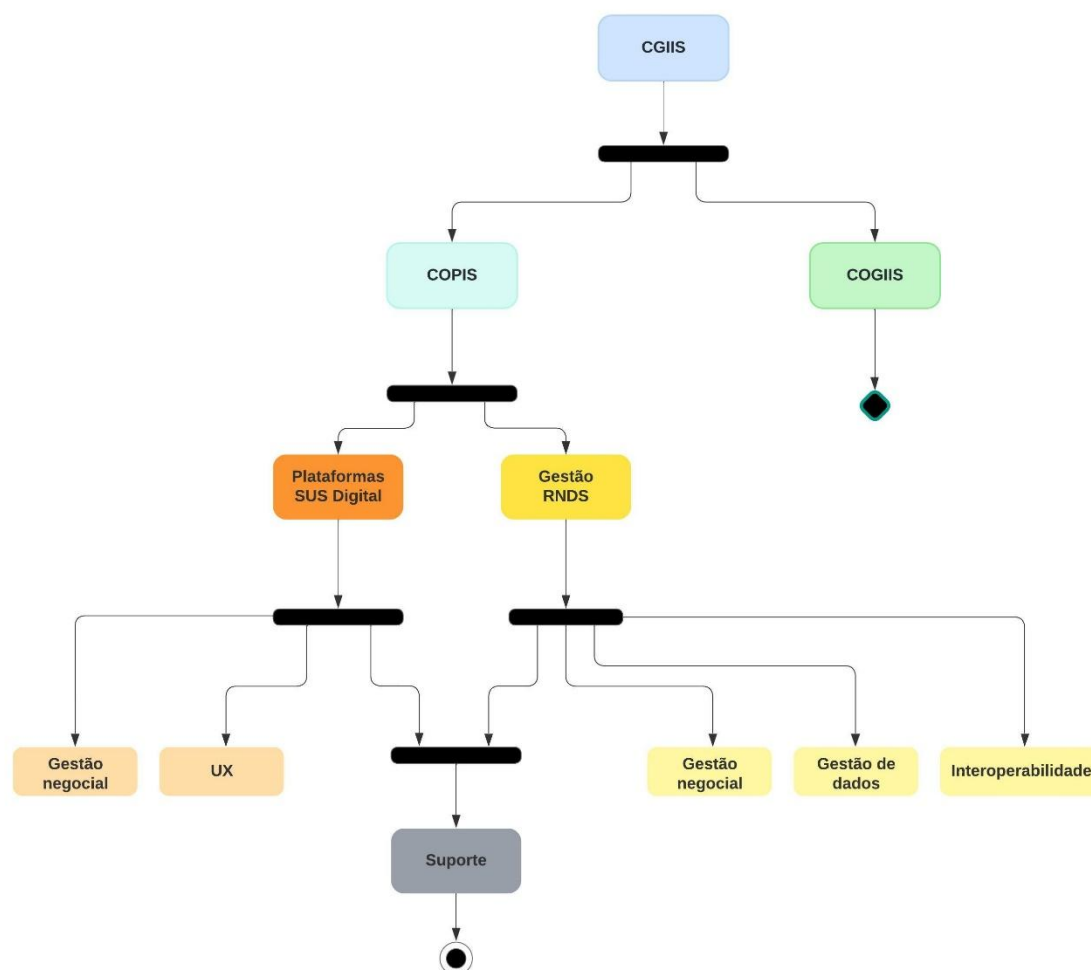 CGIIS
COPIS
COGIIS
Plataformas
SUS Digital
Gestão
RNDS
Gestão
negocial
UX
Gestão
negocial
Gestão de
dados
Interoperabilidade
Suporte